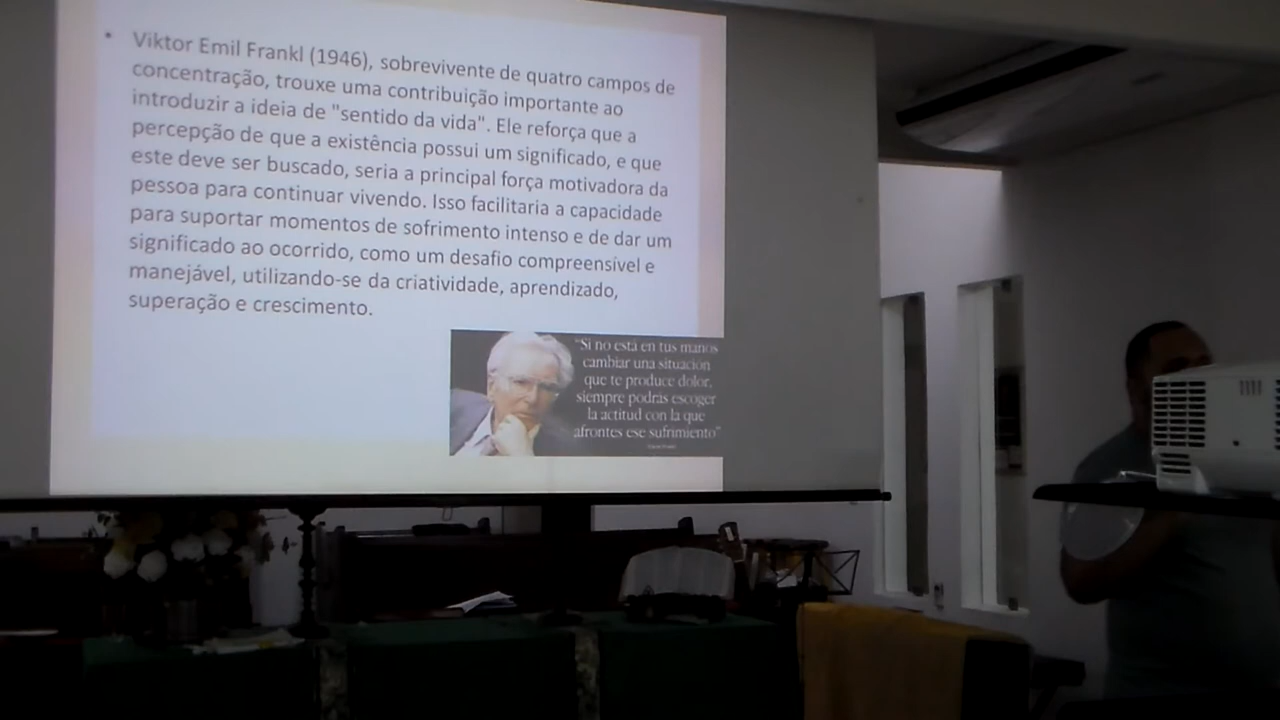 • Viktor Emil Frankl (1946), sobrevivente de quatro campos de
concentração, trouxe uma contribuição importante ao
introduzir a ideia de "sentido da vida". Ele reforça que a
percepção de que a existência possui um significado, e que
este deve ser buscado, seria a principal força motivadora da
pessoa para continuar vivendo. Isso facilitaria a capacidade
para suportar momentos de sofrimento intenso e de dar um
significado ao ocorrido, como um desafio compreensível e
manejável, utilizando-se da criatividade, aprendizado,
superação e crescimento.
"Si no está en tus manos
cambiar una situación
que te produce dolor,
siempre podrás escoger
la actitud con la que
afrontes ese sufrimiento"